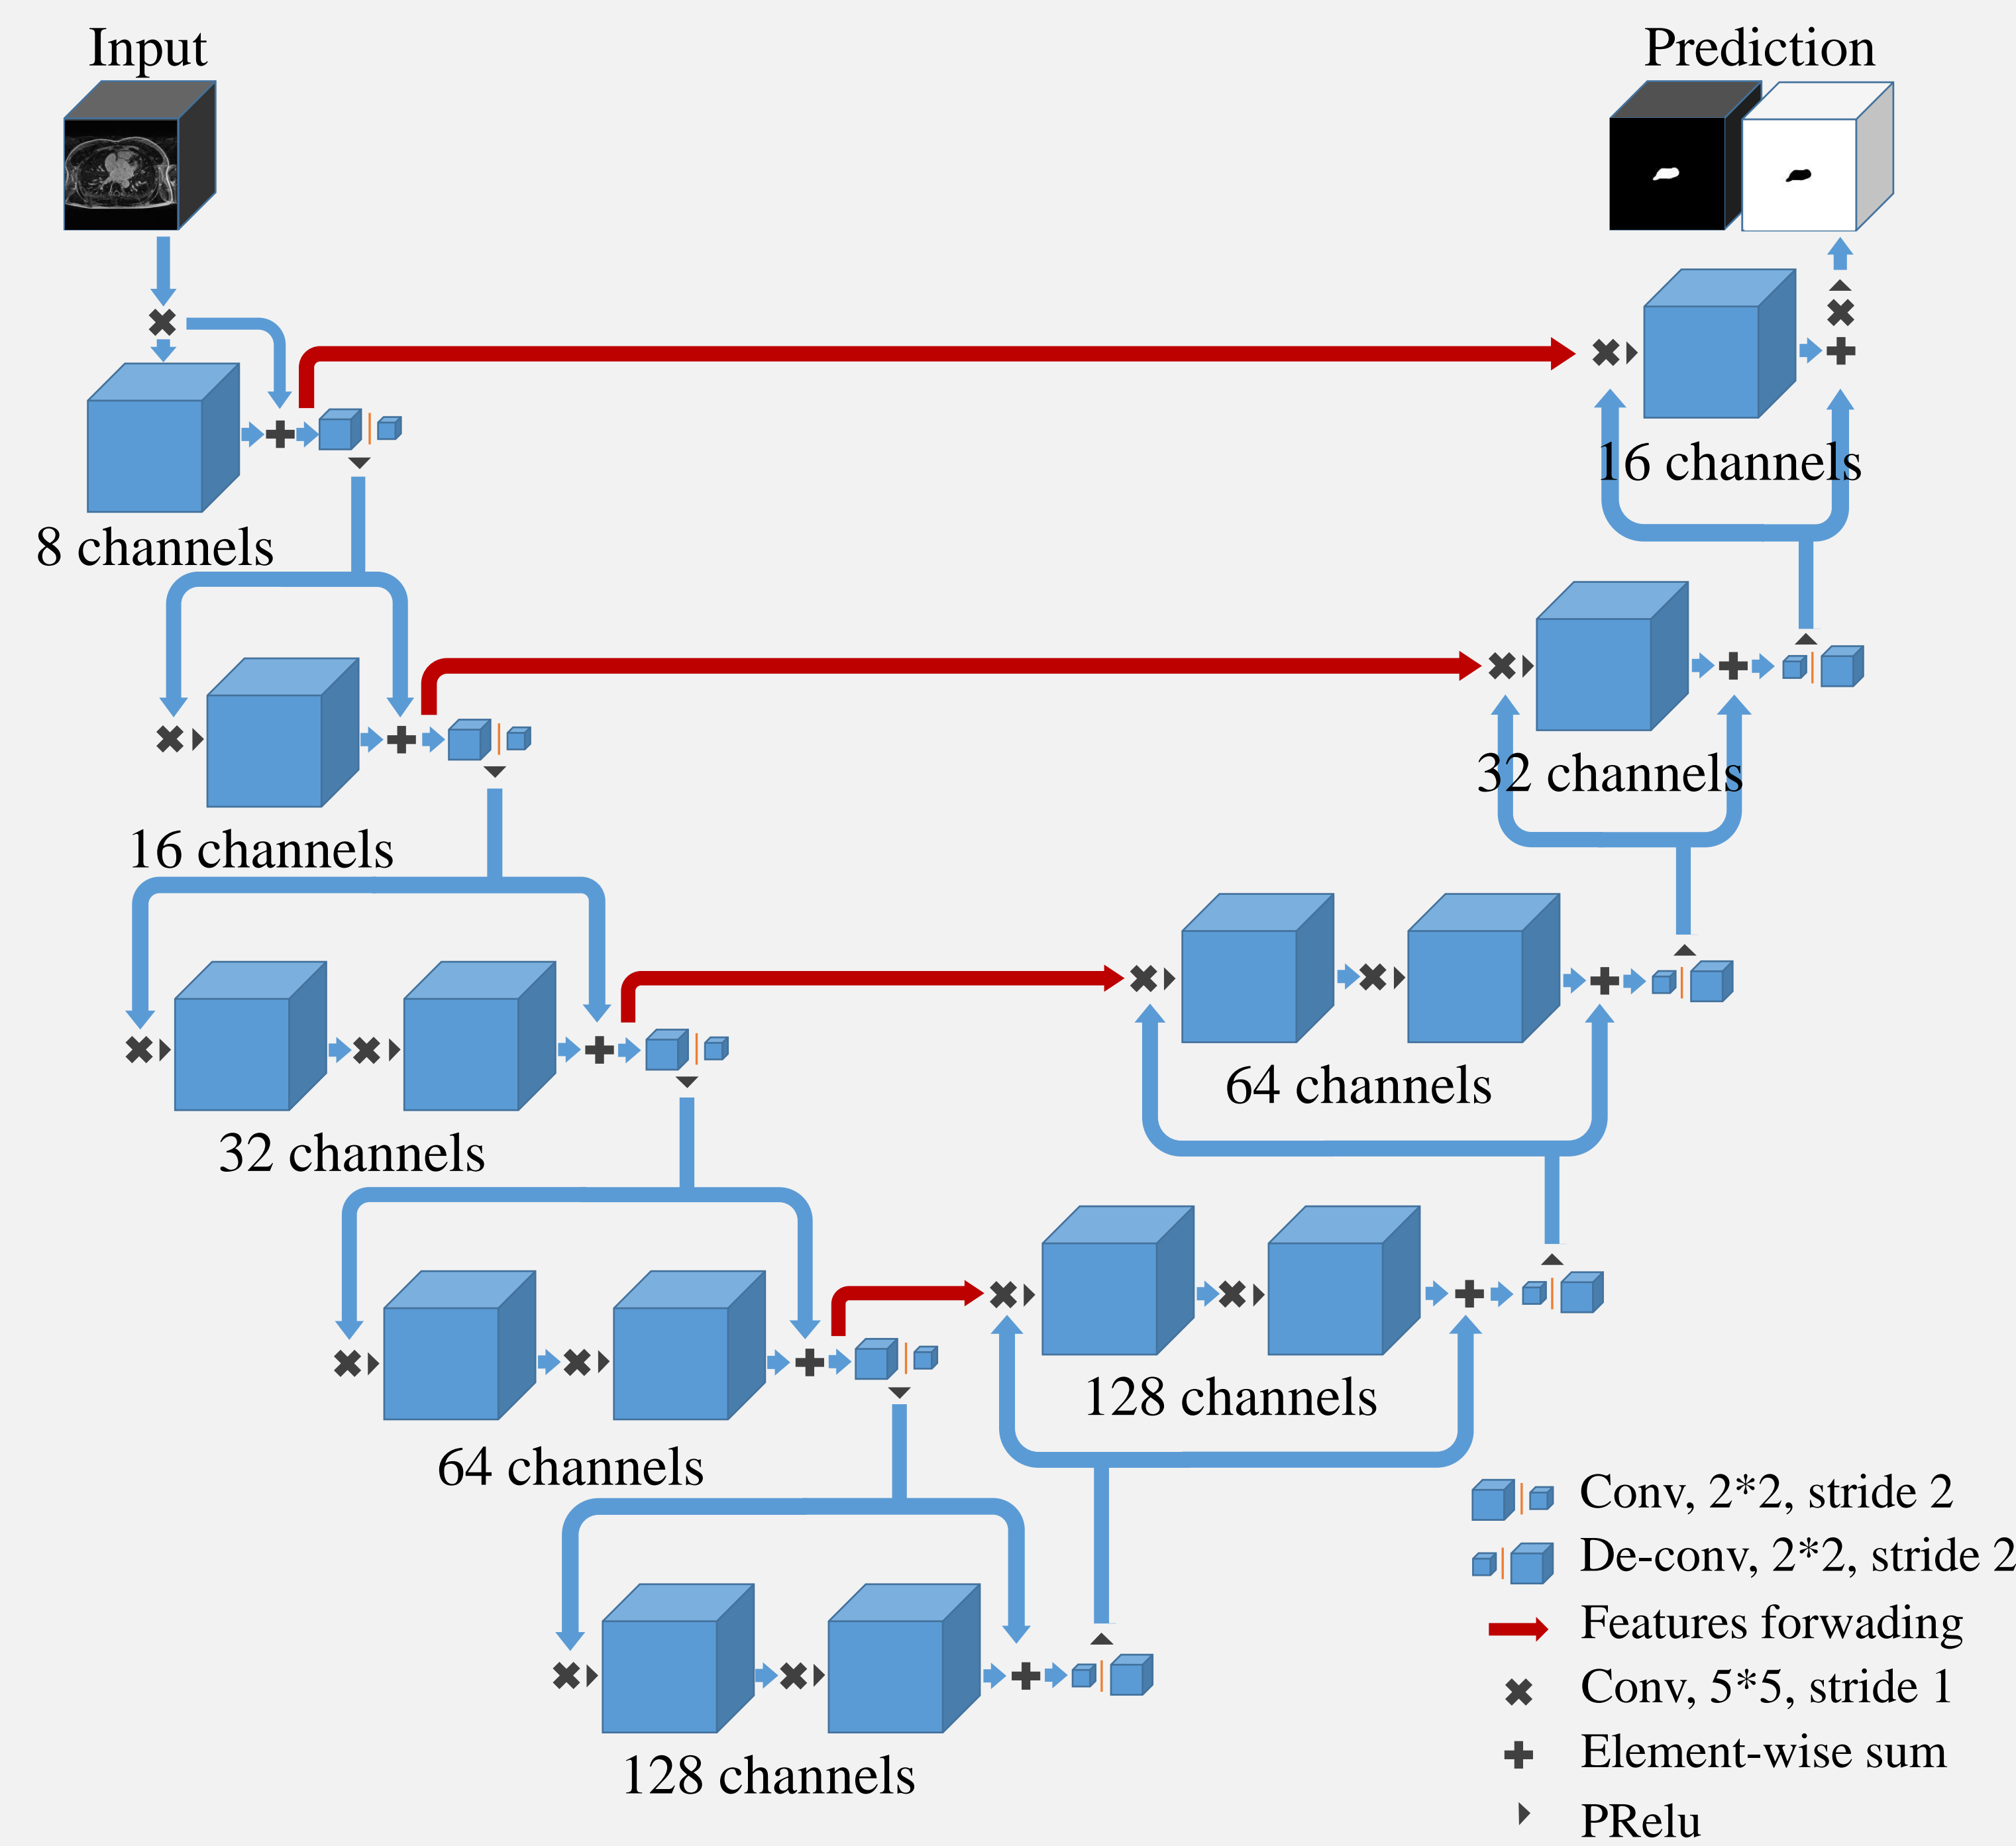 Input
Prediction
8 channels
16 channels
16 channels
32 channels
32 channels
64 channels
64 channels
128 channels
128 channels
Conv, 2*2, stride 2
De-conv, 2*2, stride 2
Features forwading
Conv, 5*5, stride 1
Element-wise sum
PRelu